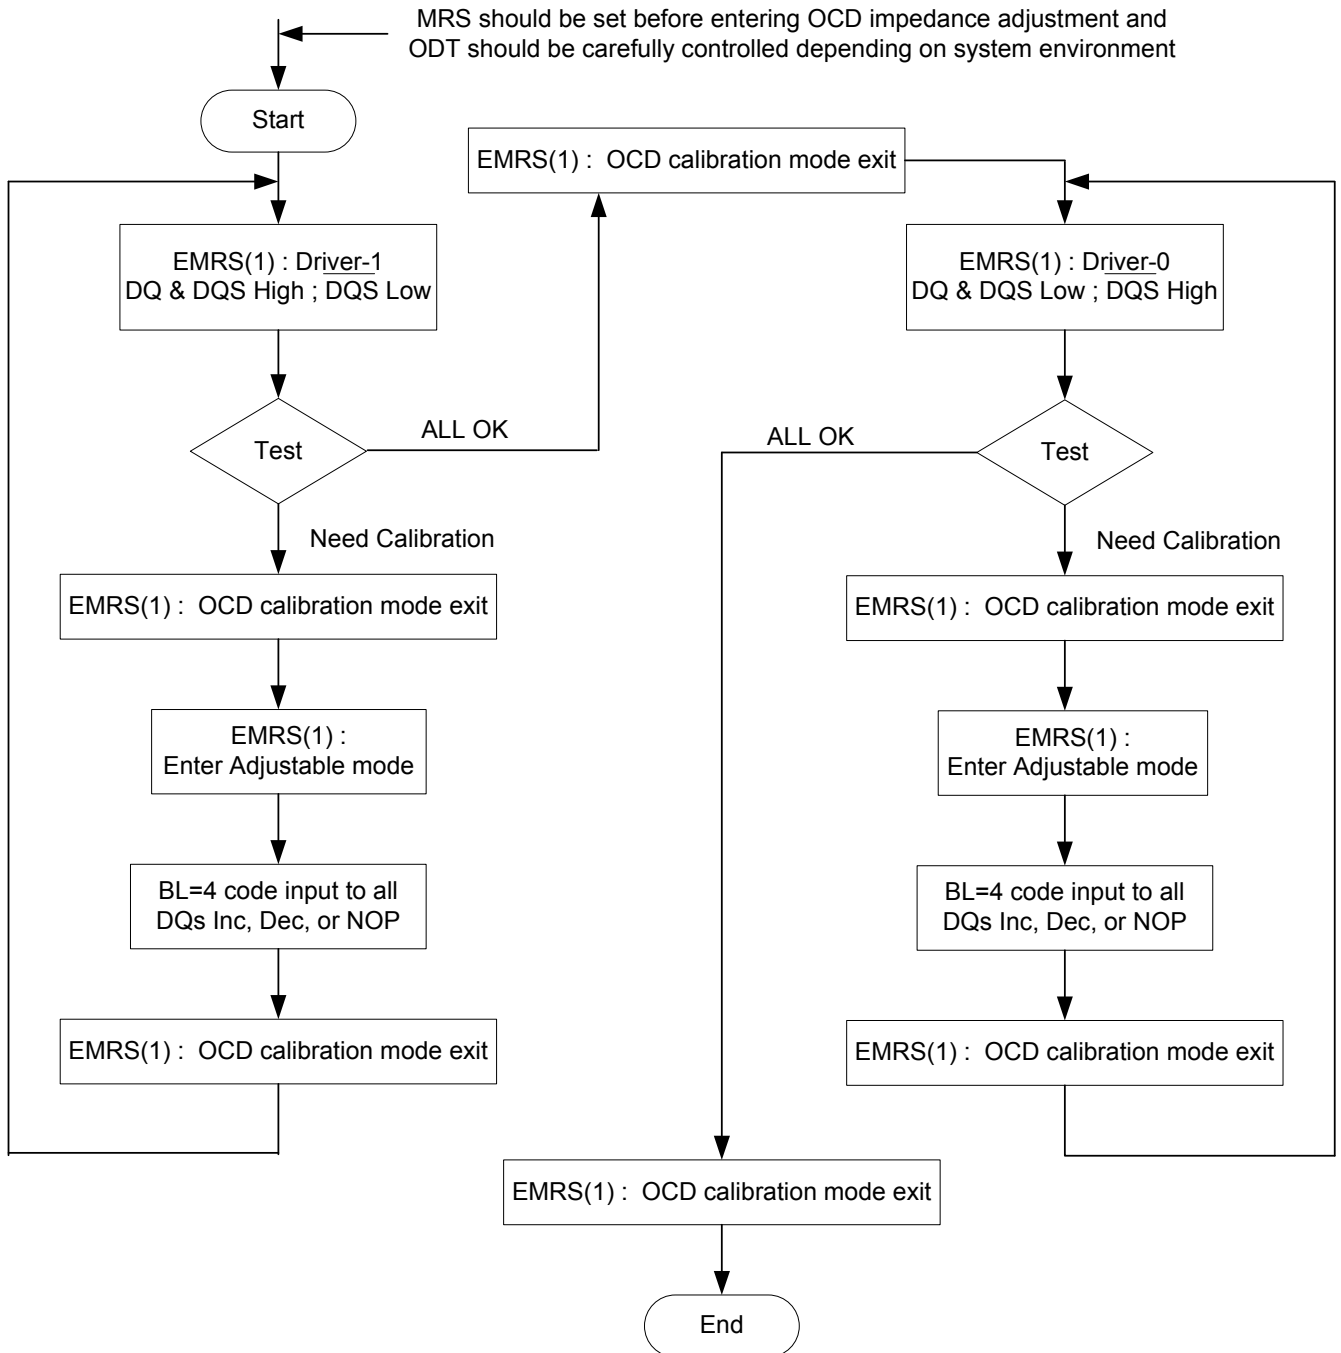 MRS should be set before entering OCD impedance adjustment and
ODT should be carefully controlled depending on system environment
Start
EMRS(1) : Driver-1
DQ & DQS High ; D̅Q̅S̅ Low
Test
ALL OK
Need Calibration
EMRS(1) : OCD calibration mode exit
EMRS(1) :
Enter Adjustable mode
BL=4 code input to all
DQs Inc, Dec, or NOP
EMRS(1) : OCD calibration mode exit
EMRS(1) : OCD calibration mode exit
EMRS(1) : Driver-0
DQ & DQS Low ; D̅Q̅S̅ High
Test
ALL OK
Need Calibration
EMRS(1) : OCD calibration mode exit
EMRS(1) :
Enter Adjustable mode
BL=4 code input to all
DQs Inc, Dec, or NOP
EMRS(1) : OCD calibration mode exit
EMRS(1) : OCD calibration mode exit
End